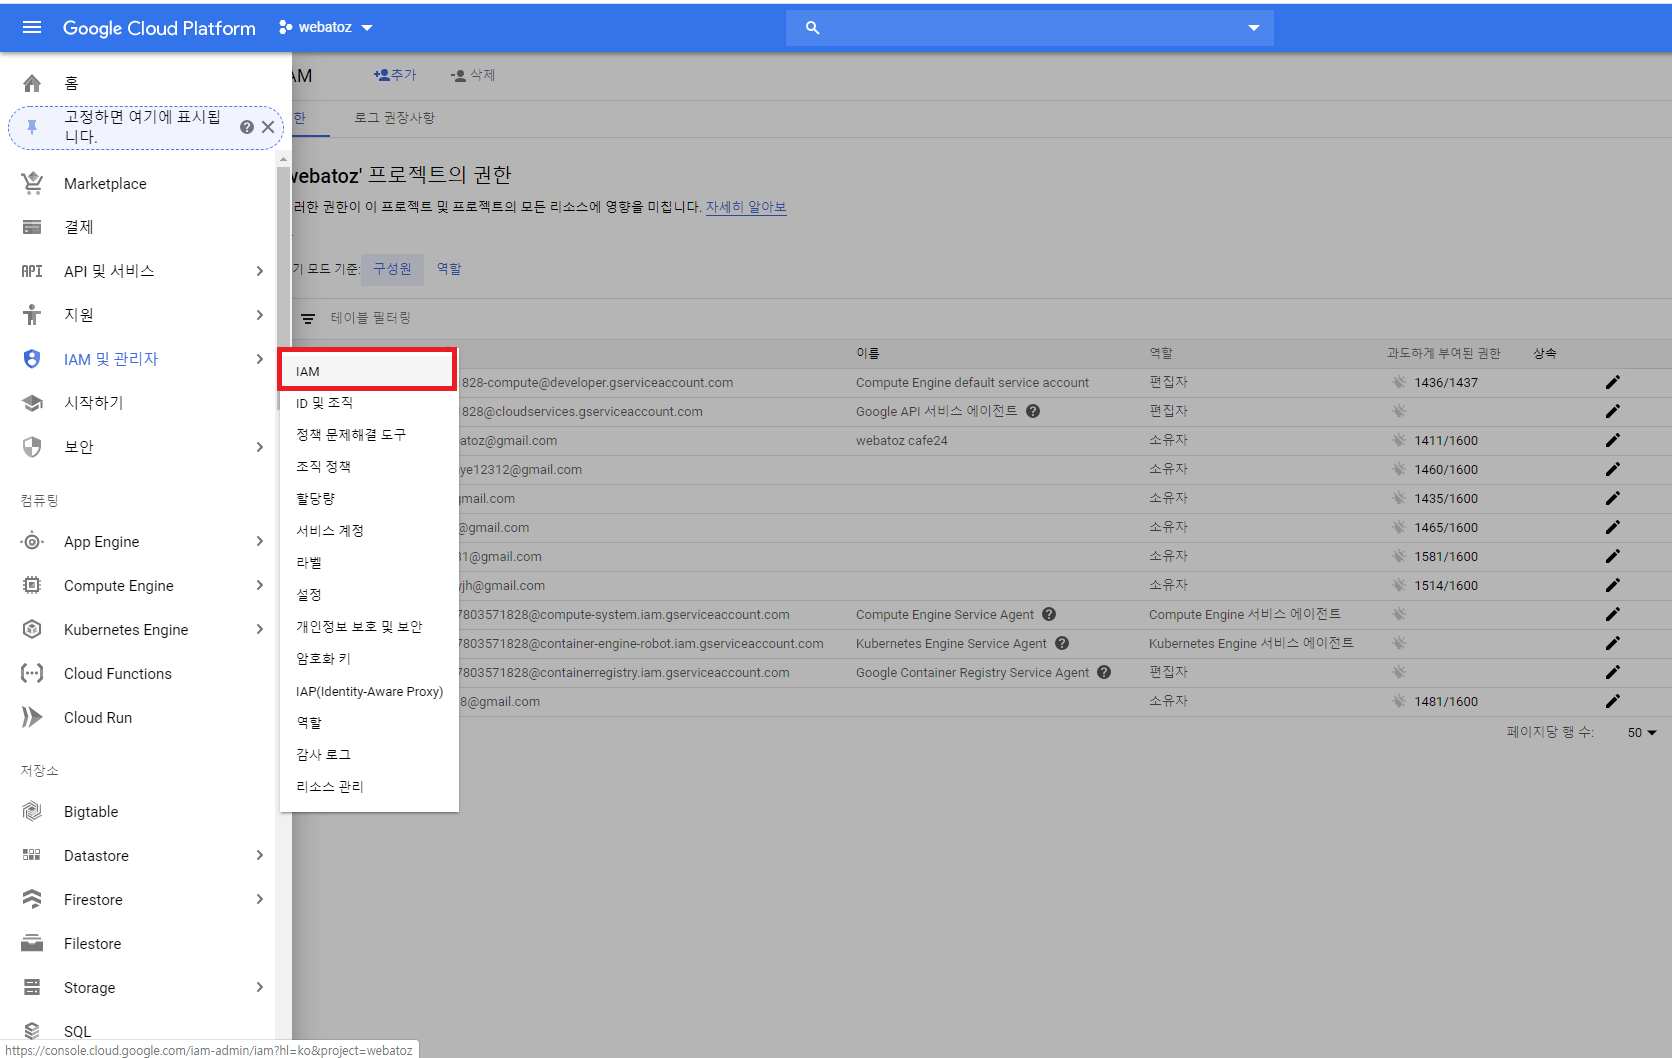 Google Cloud Platform
webatoz
홈
고정하면 여기에 표시됩
니다.
Marketplace
결제
API
API 및 서비스
지원
IAM 및 관리자
시작하기
보안
컴퓨팅
App Engine
Compute Engine
Kubernetes Engine
Cloud Functions
Cloud Run
저장소
Bigtable
Datastore
Firestore
Filestore
Storage
SQL
https://console.cloud.google.com/iam-admin/iam?hl=ko&project=webatoz
IAM
ID 및 조직
정책 문제해결 도구
조직 정책
할당량
서비스 계정
라벨
설정
개인정보 보호 및 보안
암호화 키
IAP(Identity-Aware Proxy)
역할
감사 로그
리소스 관리
AM
추가
삭제
한
로그 권장사항
webatoz' 프로젝트의 권한
러한 권한이 이 프로젝트 및 프로젝트의 모든 리소스에 영향을 미칩니다. 자세히 알아보
기 모드 기준: 구성원 역할
테이블 필터링
이름 역할 과도하게 부여된 권한 상속
828-compute@developer.gserviceaccount.com Compute Engine default service account 편집자 1436/1437
828@cloudservices.gserviceaccount.com Google API 서비스 에이전트 편집자
atoz@gmail.com webatoz cafe24 소유자 1411/1600
ye12312@gmail.com 소유자 1460/1600
gmail.com 소유자 1435/1600
@gmail.com 소유자 1465/1600
31@gmail.com 소유자 1581/1600
jh@gmail.com 소유자 1514/1600
7803571828@compute-system.iam.gserviceaccount.com Compute Engine Service Agent Compute Engine 서비스 에이전트
7803571828@container-engine-robot.iam.gserviceaccount.com Kubernetes Engine Service Agent Kubernetes Engine 서비스 에이전트
7803571828@containerregistry.iam.gserviceaccount.com Google Container Registry Service Agent 편집자
8@gmail.com 소유자 1481/1600
페이지당 행 수: 50